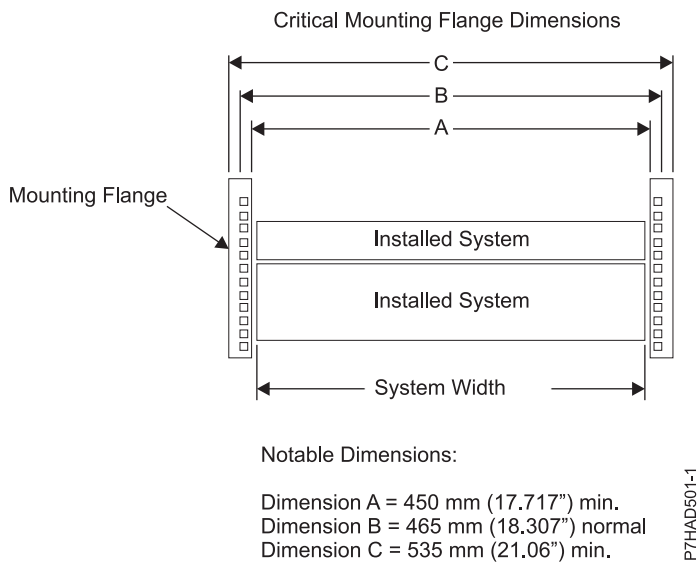 Critical Mounting Flange Dimensions
C
B
A
Mounting Flange
Installed System
Installed System
System Width
Notable Dimensions:
Dimension A = 450 mm (17.717”) min.
Dimension B = 465 mm (18.307”) normal
Dimension C = 535 mm (21.06”) min.
P7HAD501-1